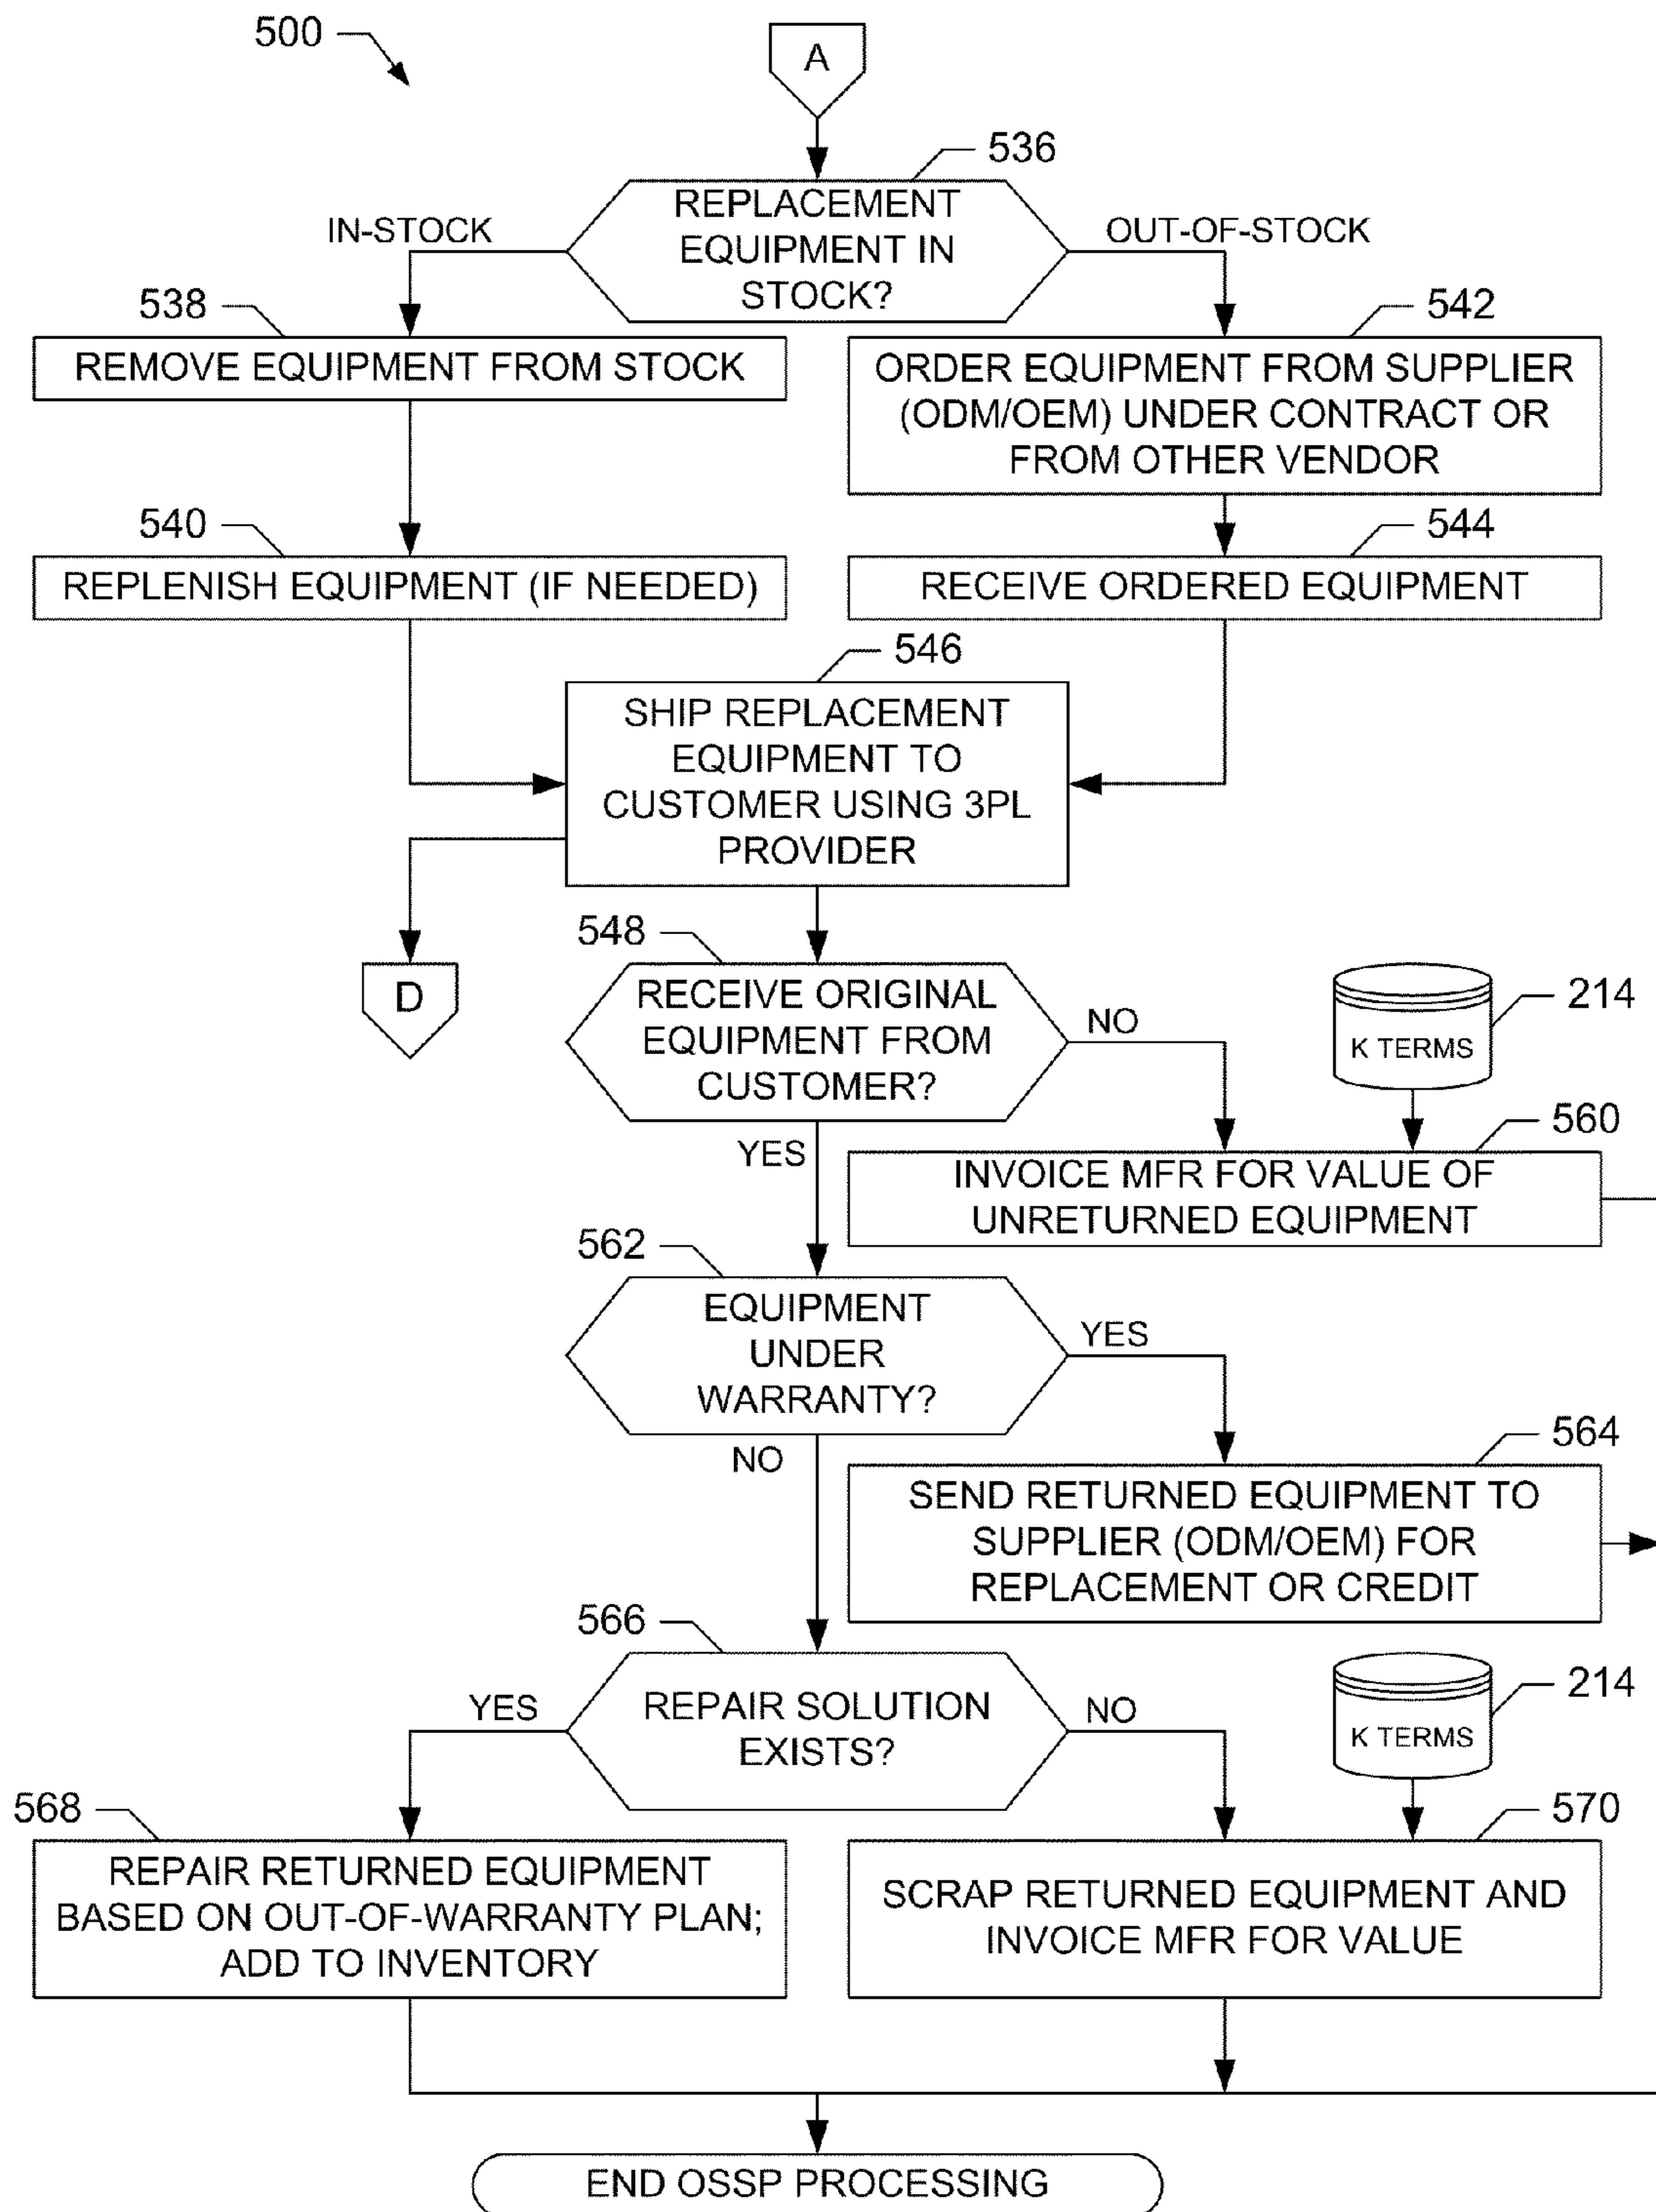 500
A
536
REPLACEMENT
EQUIPMENT IN
STOCK?
IN-STOCK
OUT-OF-STOCK
538
REMOVE EQUIPMENT FROM STOCK
542
ORDER EQUIPMENT FROM SUPPLIER
(ODM/OEM) UNDER CONTRACT OR
FROM OTHER VENDOR
540
REPLENISH EQUIPMENT (IF NEEDED)
544
RECEIVE ORDERED EQUIPMENT
546
SHIP REPLACEMENT
EQUIPMENT TO
CUSTOMER USING 3PL
PROVIDER
D
548
RECEIVE ORIGINAL
EQUIPMENT FROM
CUSTOMER?
NO
YES
214
K TERMS
560
INVOICE MFR FOR VALUE OF
UNRETURNED EQUIPMENT
562
EQUIPMENT
UNDER
WARRANTY?
YES
NO
564
SEND RETURNED EQUIPMENT TO
SUPPLIER (ODM/OEM) FOR
REPLACEMENT OR CREDIT
566
REPAIR SOLUTION
EXISTS?
YES
NO
214
K TERMS
568
REPAIR RETURNED EQUIPMENT
BASED ON OUT-OF-WARRANTY PLAN;
ADD TO INVENTORY
570
SCRAP RETURNED EQUIPMENT AND
INVOICE MFR FOR VALUE
END OSSP PROCESSING